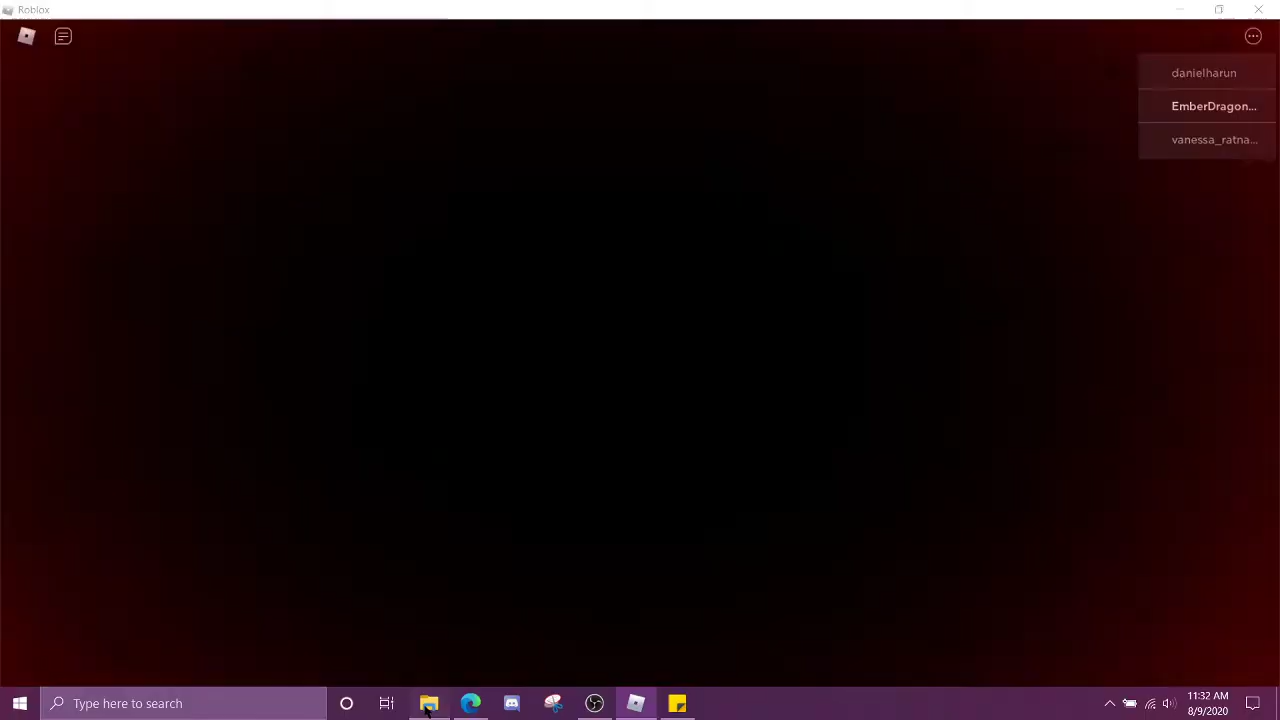 Roblox
danielharun
EmberDragon...
vanessa_ratna...
Type here to search
11:32 AM
8/9/2020